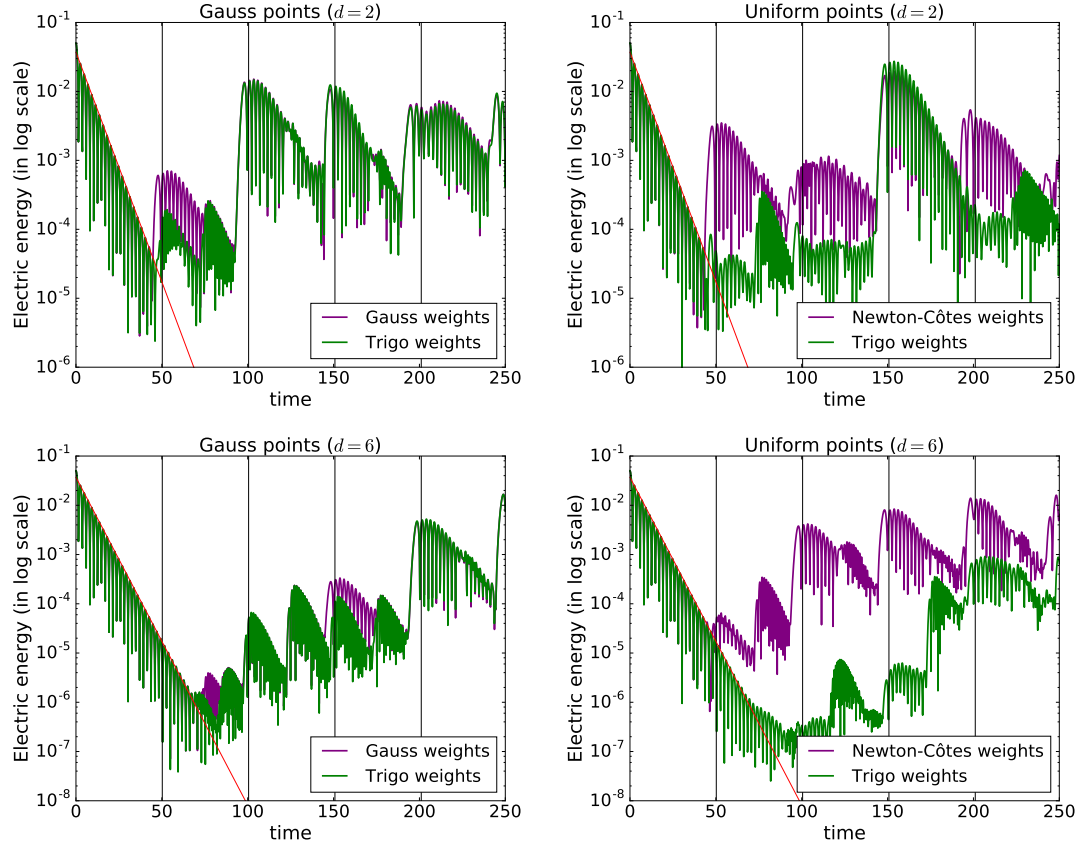 Gauss points (d = 2)
Electric energy (in log scale)
10^-1
10^-2
10^-3
10^-4
10^-5
10^-6
Gauss weights
Trigo weights
0 50 100 150 200 250
time
Uniform points (d = 2)
Electric energy (in log scale)
10^-1
10^-2
10^-3
10^-4
10^-5
10^-6
Newton-Côtes weights
Trigo weights
0 50 100 150 200 250
time
Gauss points (d = 6)
Electric energy (in log scale)
10^-1
10^-2
10^-3
10^-4
10^-5
10^-6
10^-7
10^-8
Gauss weights
Trigo weights
0 50 100 150 200 250
time
Uniform points (d = 6)
Electric energy (in log scale)
10^-1
10^-2
10^-3
10^-4
10^-5
10^-6
10^-7
10^-8
Newton-Côtes weights
Trigo weights
0 50 100 150 200 250
time